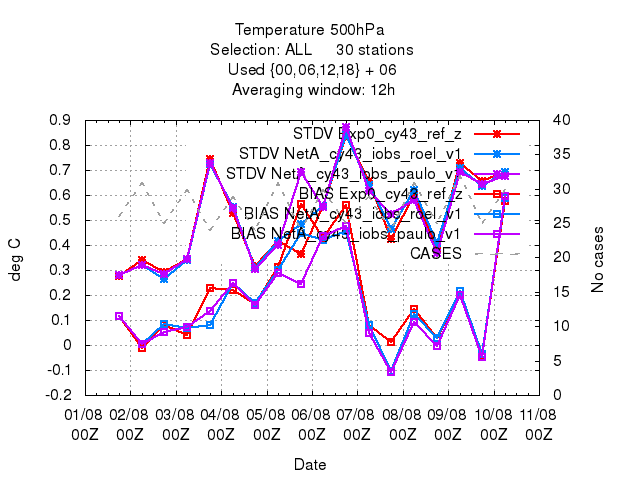 Temperature 500hPa
Selection: ALL     30 stations
Used {00,06,12,18} + 06
Averaging window: 12h
0.9
0.8
0.7
0.6
0.5
0.4
0.3
0.2
0.1
0
-0.1
-0.2
deg C
STDV Exp0_cy43_ref_z
STDV NetA_cy43_iobs_roel_v1
STDV NetA_cy43_iobs_paulo_v1
BIAS Exp0_cy43_ref_z
BIAS NetA_cy43_iobs_roel_v1
BIAS NetA_cy43_iobs_paulo_v1
CASES
40
35
30
25
20
15
10
5
0
No cases
01/08 02/08 03/08 04/08 05/08 06/08 07/08 08/08 09/08 10/08 11/08
00Z 00Z 00Z 00Z 00Z 00Z 00Z 00Z 00Z 00Z 00Z
Date